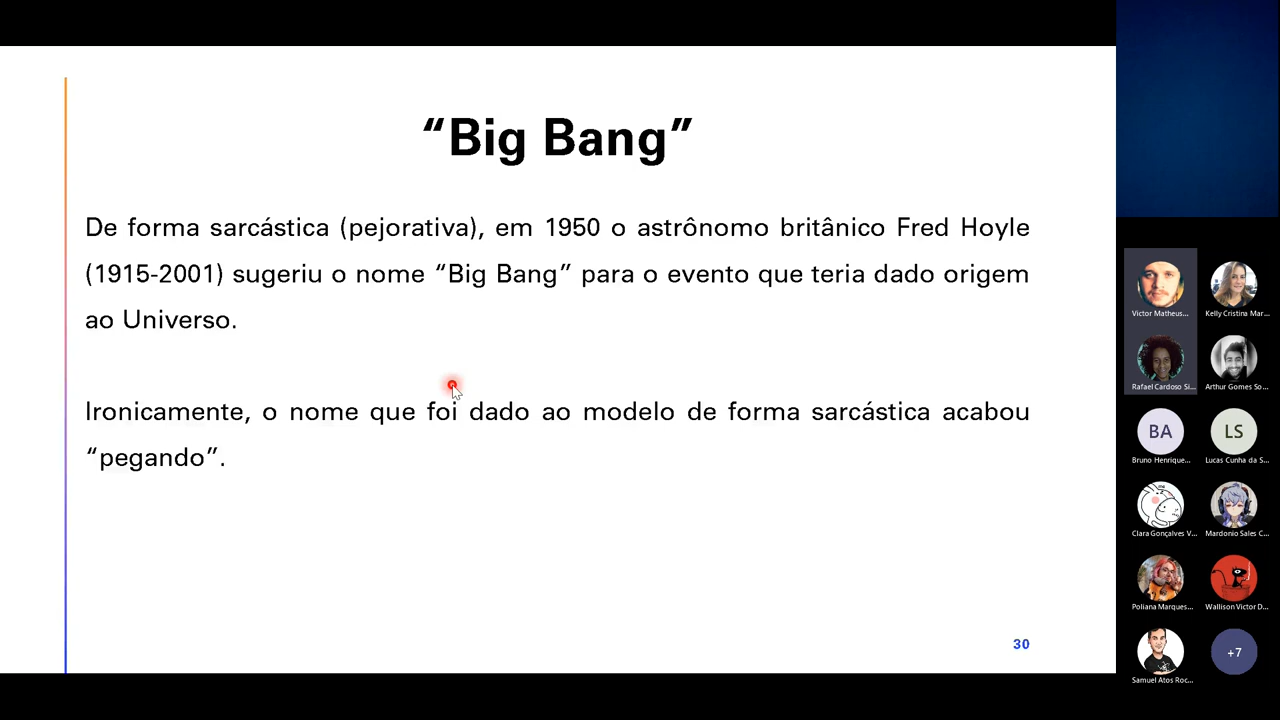 “Big Bang”
De forma sarcástica (pejorativa), em 1950 o astrônomo britânico Fred Hoyle
(1915-2001) sugeriu o nome “Big Bang” para o evento que teria dado origem
ao Universo.
Ironicamente, o nome que foi dado ao modelo de forma sarcástica acabou
“pegando”.
30
Victor Matheus...
Kelly Cristina Mar...
Rafael Cardoso Si...
Arthur Gomes So...
BA
LS
Bruno Henrique...
Lucas Cunha da S...
Clara Gonçalves V...
Mardonio Sales C...
Poliana Marques...
Wallison Victor D...
Samuel Atos Roc...
+7